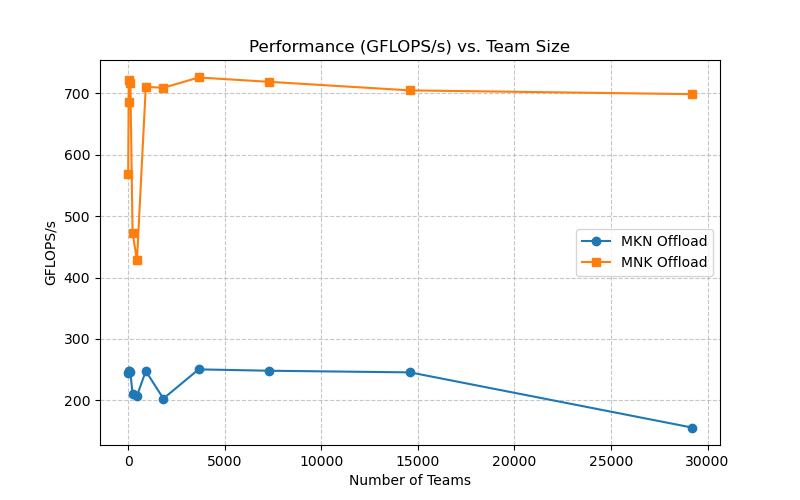 Performance (GFLOPS/s) vs. Team Size
GFLOPS/s
700
600
500
400
300
200
MKN Offload
MNK Offload
0 5000 10000 15000 20000 25000 30000
Number of Teams